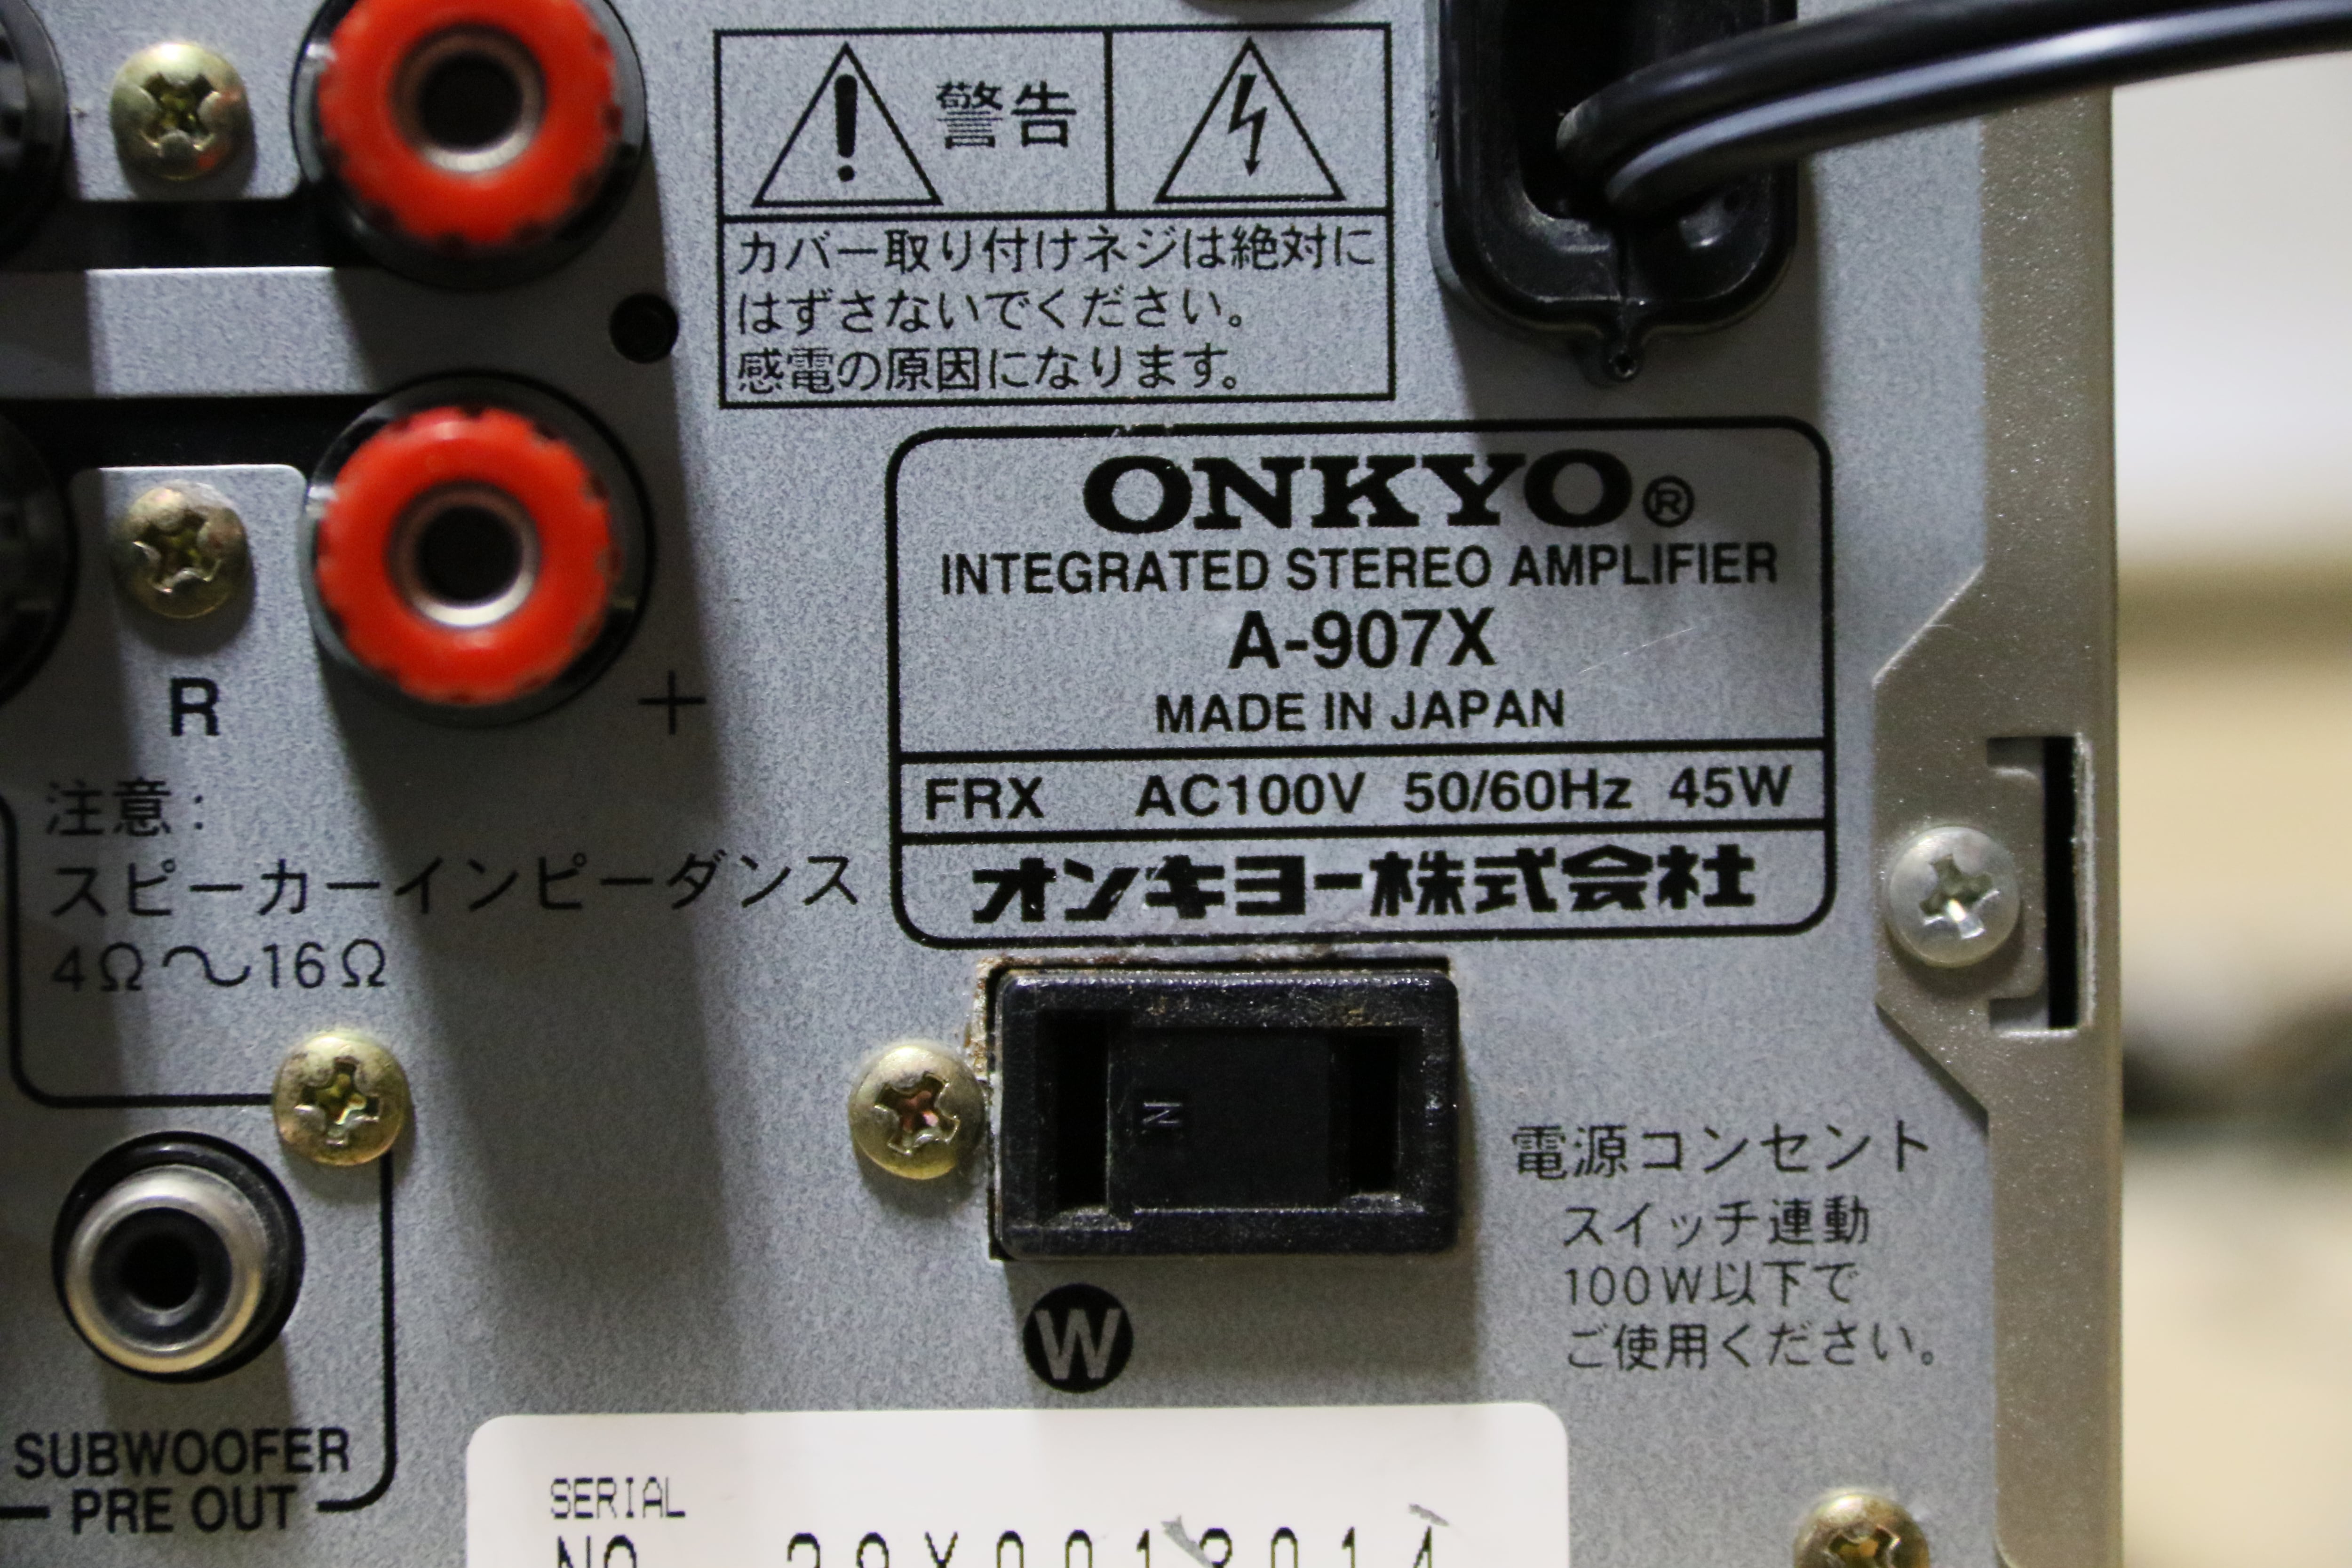 警告
カバー取り付けネジは絶対に
はずさないでください。
感電の原因になります。
ONKYO®
INTEGRATED STEREO AMPLIFIER
A-907X
MADE IN JAPAN
FRX AC100V 50/60Hz 45W
オンキヨー株式会社
R
+
注意:
スピーカーインピーダンス
4Ω〜16Ω
N
W
電源コンセント
スイッチ連動
100W以下で
ご使用ください。
SUBWOOFER
PRE OUT
SERIAL
NO